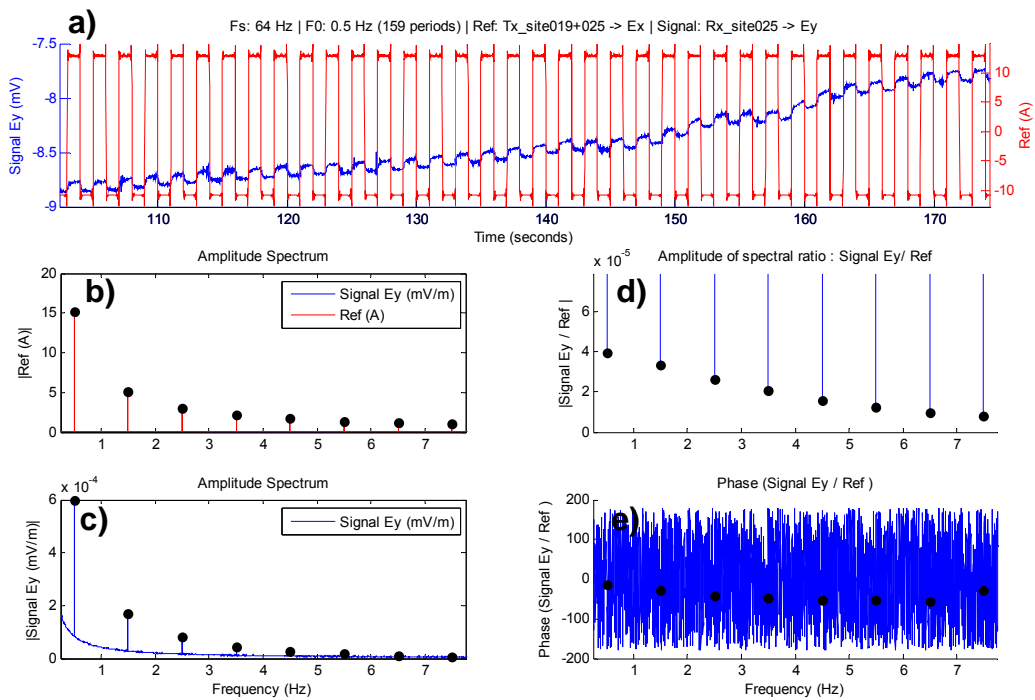 a)
Fs: 64 Hz | F0: 0.5 Hz (159 periods) | Ref: Tx_site019+025 -> Ex | Signal: Rx_site025 -> Ey
Signal Ey (mV)
-7.5
-8
-8.5
-9
10
5
0
-5
-10
Ref (A)
110 120 130 140 150 160 170
Time (seconds)
b)
Amplitude Spectrum
|Ref (A)|
20
15
10
5
0
Signal Ey (mV/m)
Ref (A)
1 2 3 4 5 6 7
d)
x 10^-5
Amplitude of spectral ratio : Signal Ey/ Ref
|Signal Ey / Ref |
6
4
2
0
1 2 3 4 5 6 7
c)
x 10^-4
Amplitude Spectrum
|Signal Ey (mV/m)|
6
4
2
0
Signal Ey (mV/m)
1 2 3 4 5 6 7
Frequency (Hz)
e)
Phase (Signal Ey / Ref )
Phase (Signal Ey / Ref )
200
100
0
-100
-200
1 2 3 4 5 6 7
Frequency (Hz)